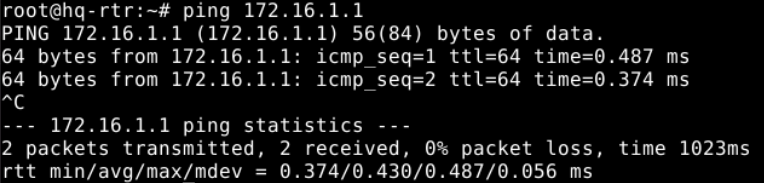 root@hq-rtr:~# ping 172.16.1.1
PING 172.16.1.1 (172.16.1.1) 56(84) bytes of data.
64 bytes from 172.16.1.1: icmp_seq=1 ttl=64 time=0.487 ms
64 bytes from 172.16.1.1: icmp_seq=2 ttl=64 time=0.374 ms
^C
--- 172.16.1.1 ping statistics ---
2 packets transmitted, 2 received, 0% packet loss, time 1023ms
rtt min/avg/max/mdev = 0.374/0.430/0.487/0.056 ms